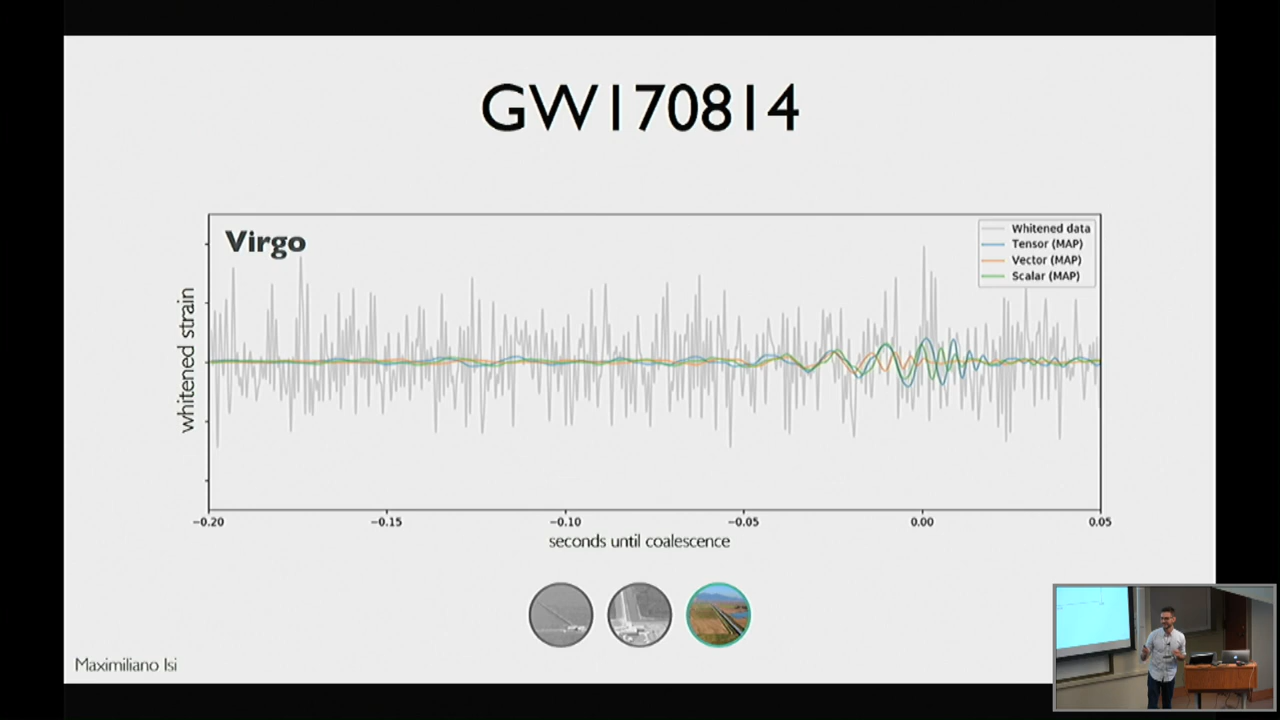 GW170814
Virgo
Whitened data
Tensor (MAP)
Vector (MAP)
Scalar (MAP)
whitened strain
−0.20
−0.15
−0.10
−0.05
0.00
0.05
seconds until coalescence
Maximiliano Isi